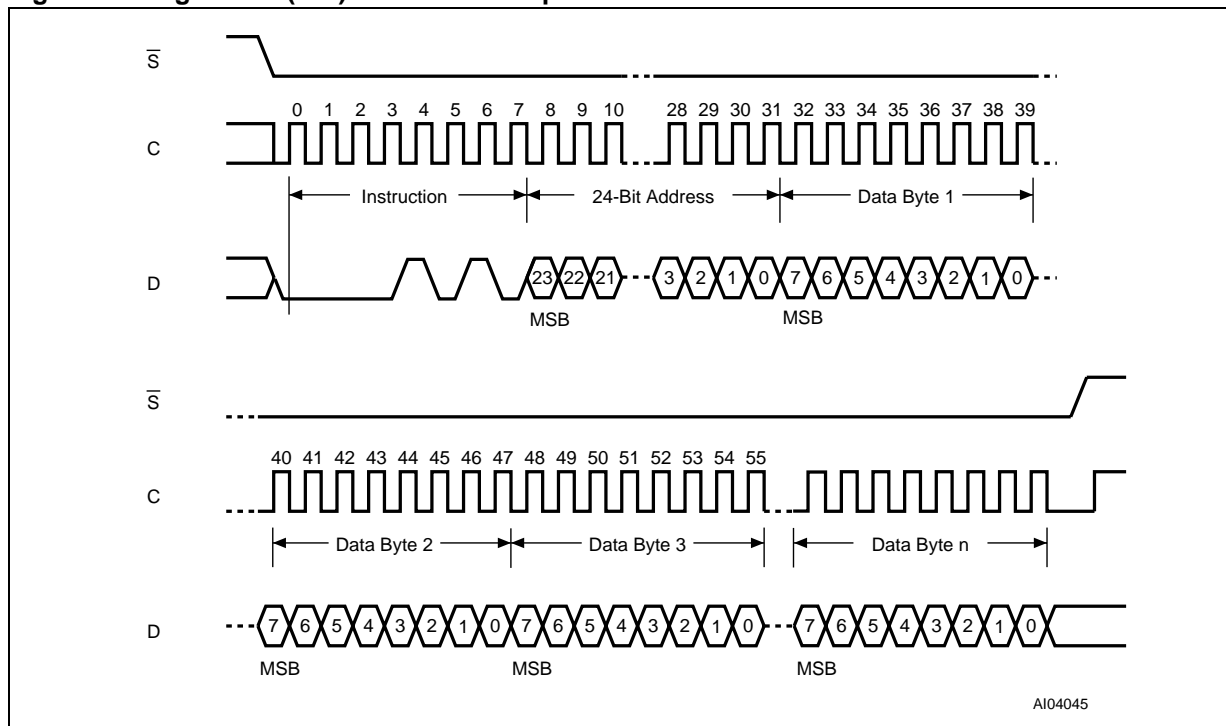 S
0 1 2 3 4 5 6 7 8 9 10 28 29 30 31 32 33 34 35 36 37 38 39
C
Instruction 24-Bit Address Data Byte 1
D 23 22 21 3 2 1 0 7 6 5 4 3 2 1 0
MSB MSB
S
40 41 42 43 44 45 46 47 48 49 50 51 52 53 54 55
C
Data Byte 2 Data Byte 3 Data Byte n
D 7 6 5 4 3 2 1 0 7 6 5 4 3 2 1 0 7 6 5 4 3 2 1 0
MSB MSB MSB
AI04045